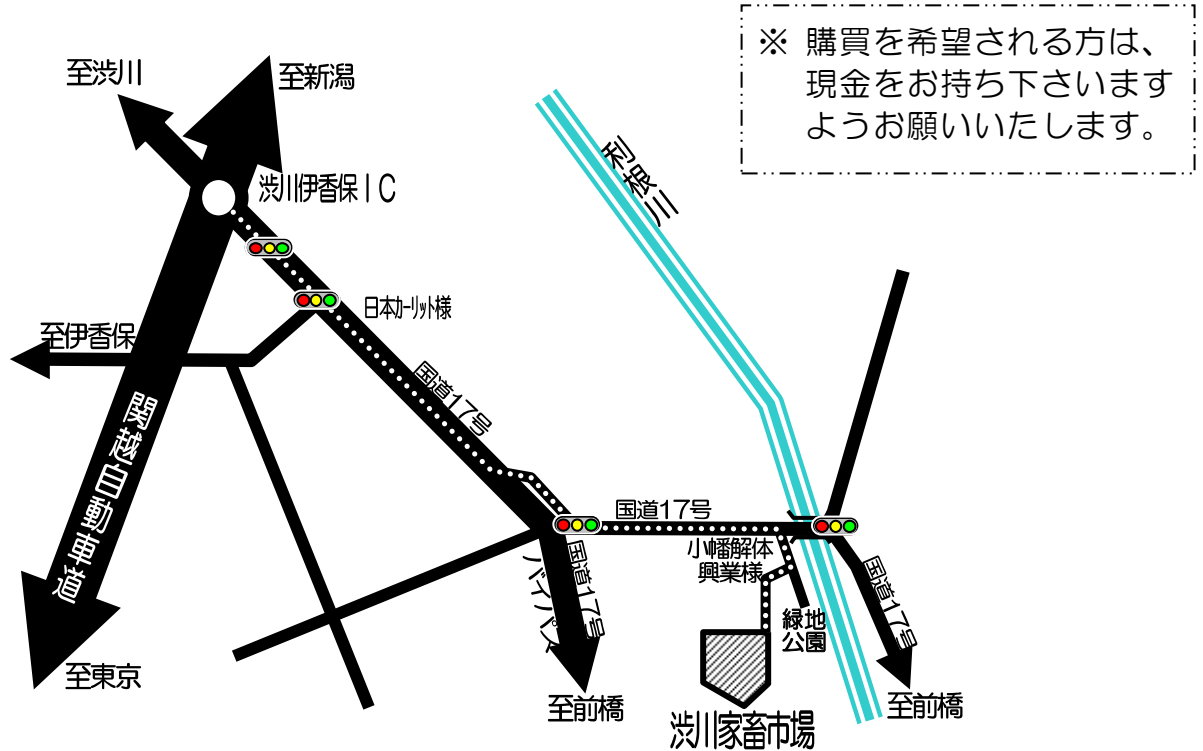 ※ 購買を希望される方は、
現金をお持ち下さいます
ようお願いいたします。
至渋川
至新潟
渋川伊香保IC
利根川
日本カーリット様
至伊香保
国道17号
関越自動車道
国道17号
小幡解体
興業様
国道17号
バイパス
国道17号
緑地
公園
至東京
至前橋
渋川家畜市場
至前橋